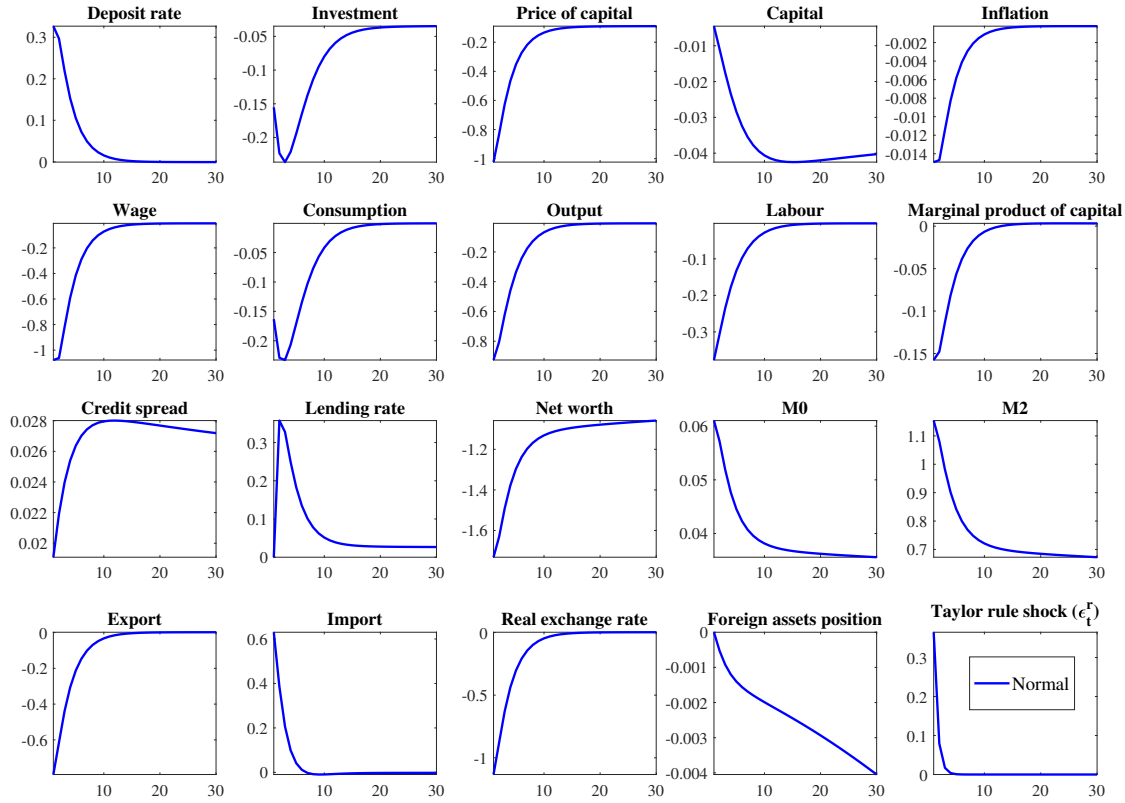 Deposit rate Investment Price of capital Capital Inflation
0.3 0.2 0.1 0
-0.05 -0.1 -0.15 -0.2
-0.2 -0.4 -0.6 -0.8 -1
-0.01 -0.02 -0.03 -0.04
-0.002 -0.004 -0.006 -0.008 -0.01 -0.012 -0.014
10 20 30 10 20 30 10 20 30 10 20 30 10 20 30
Wage Consumption Output Labour Marginal product of capital
-0.2 -0.4 -0.6 -0.8 -1
-0.05 -0.1 -0.15 -0.2
-0.2 -0.4 -0.6 -0.8
-0.1 -0.2 -0.3
0 -0.05 -0.1 -0.15
10 20 30 10 20 30 10 20 30 10 20 30 10 20 30
Credit spread Lending rate Net worth M0 M2
0.028 0.026 0.024 0.022 0.02
0.3 0.2 0.1 0
-1.2 -1.4 -1.6
0.06 0.05 0.04
1.1 1 0.9 0.8 0.7
10 20 30 10 20 30 10 20 30 10 20 30 10 20 30
Export Import Real exchange rate Foreign assets position Taylor rule shock (ϵ_t^r)
0 -0.2 -0.4 -0.6
0.6 0.4 0.2 0
0 -0.5 -1
0 -0.001 -0.002 -0.003 -0.004
0.3 0.2 0.1 0
Normal
10 20 30 10 20 30 10 20 30 10 20 30 10 20 30